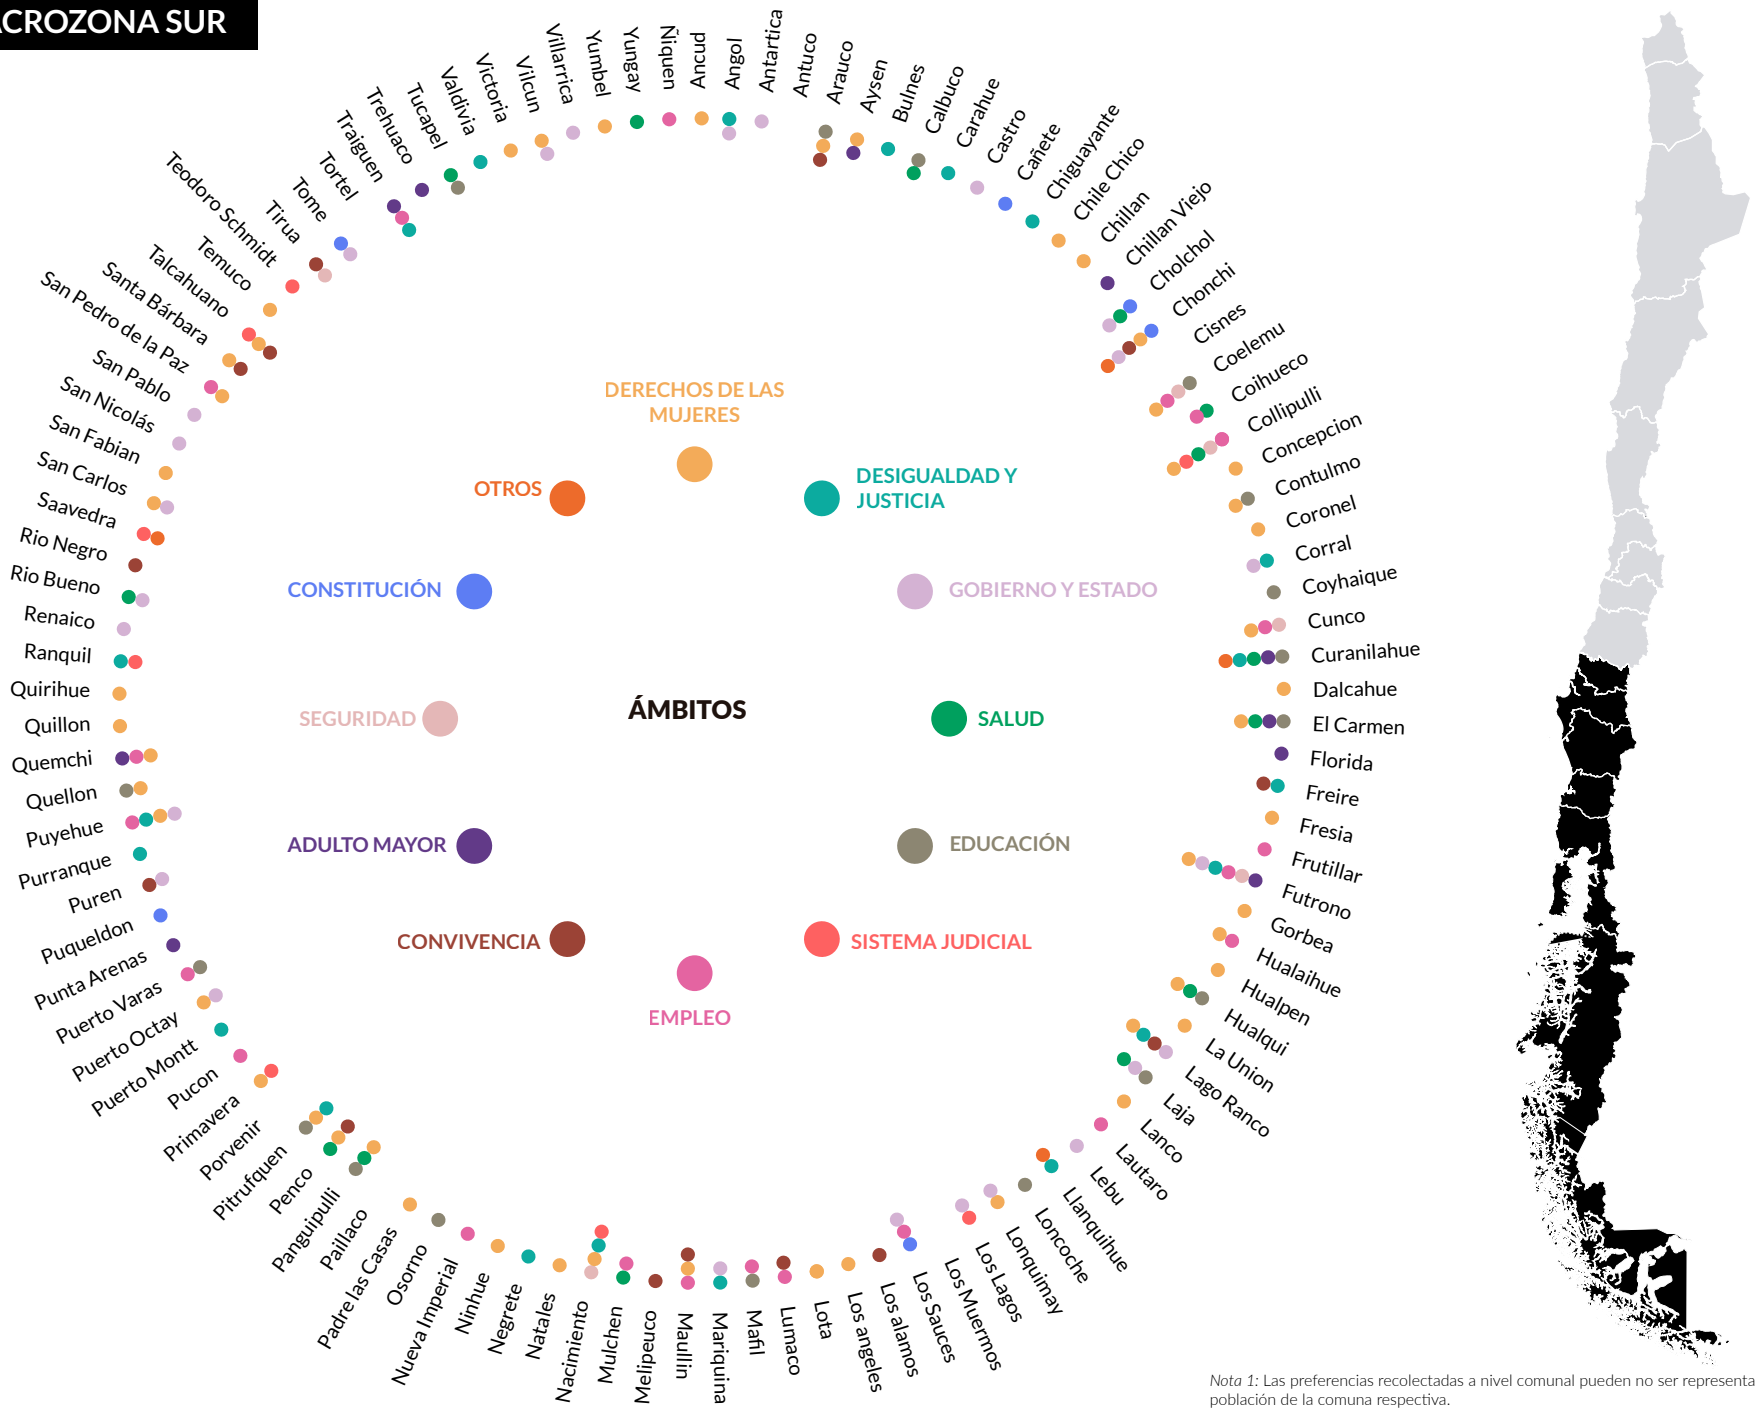 ACROZONA SUR
Ancud
Angol
Antartica
Antuco
Arauco
Aysen
Bulnes
Calbuco
Carahue
Castro
Cañete
Chiguayante
Chile Chico
Chillan
Chillan Viejo
Cholchol
Chonchi
Cisnes
Coelemu
Coihueco
Collipulli
Concepcion
Contulmo
Coronel
Corral
Coyhaique
Cunco
Curanilahue
Dalcahue
El Carmen
Florida
Freire
Fresia
Frutillar
Futrono
Gorbea
Hualaihue
Hualpen
Hualqui
La Union
Lago Ranco
Laja
Lanco
Lautaro
Lebu
Llanquihue
Loncoche
Lonquimay
Los Lagos
Los Muermos
Los Sauces
Los alamos
Los angeles
Lota
Lumaco
Mafil
Mariquina
Maullin
Melipeuco
Mulchen
Nacimiento
Natales
Negrete
Ninhue
Nueva Imperial
Osorno
Padre las Casas
Paillaco
Panguipulli
Penco
Pitrufquen
Porvenir
Primavera
Pucon
Puerto Montt
Puerto Octay
Puerto Varas
Punta Arenas
Puqueldon
Puren
Purranque
Puyehue
Quellon
Quemchi
Quillon
Quirihue
Ranquil
Renaico
Rio Bueno
Rio Negro
Saavedra
San Carlos
San Fabian
San Nicolás
San Pablo
San Pedro de la Paz
Santa Bárbara
Talcahuano
Temuco
Teodoro Schmidt
Tirua
Tome
Tortel
Traiguen
Trehuaco
Tucapel
Valdivia
Victoria
Vilcun
Villarrica
Yumbel
Yungay
Ñiquen
DERECHOS DE LAS
MUJERES
DESIGUALDAD Y
JUSTICIA
GOBIERNO Y ESTADO
SALUD
EDUCACIÓN
SISTEMA JUDICIAL
EMPLEO
CONVIVENCIA
ADULTO MAYOR
SEGURIDAD
CONSTITUCIÓN
OTROS
ÁMBITOS
Nota 1: Las preferencias recolectadas a nivel comunal pueden no ser representa
población de la comuna respectiva.